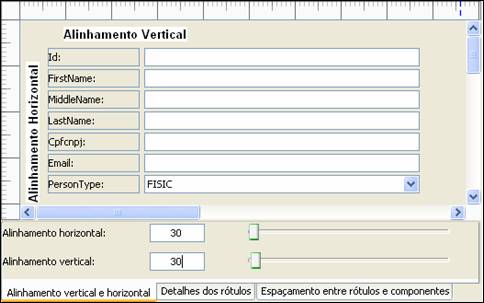 Alinhamento Vertical
Alinhamento Horizontal
Id:
FirstName:
MiddleName:
LastName:
Cpfcnpj:
Email:
PersonType: FISIC
Alinhamento horizontal: 30
Alinhamento vertical: 30
Alinhamento vertical e horizontal Detalhes dos rótulos Espaçamento entre rótulos e componentes